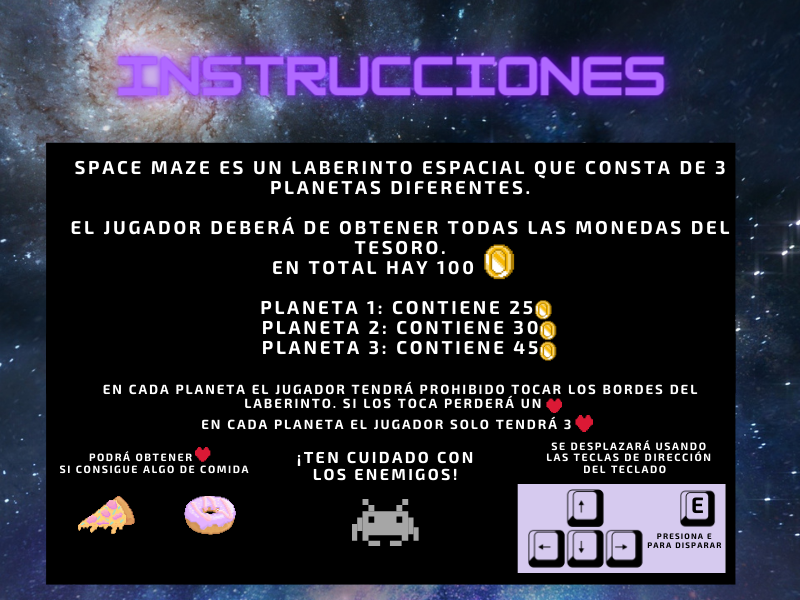 INSTRUCCIONES
SPACE MAZE ES UN LABERINTO ESPACIAL QUE CONSTA DE 3
PLANETAS DIFERENTES.
EL JUGADOR DEBERÁ DE OBTENER TODAS LAS MONEDAS DEL
TESORO.
EN TOTAL HAY 100
PLANETA 1: CONTIENE 25
PLANETA 2: CONTIENE 30
PLANETA 3: CONTIENE 45
EN CADA PLANETA EL JUGADOR TENDRÁ PROHIBIDO TOCAR LOS BORDES DEL
LABERINTO. SI LOS TOCA PERDERÁ UN
EN CADA PLANETA EL JUGADOR SOLO TENDRÁ 3
PODRÁ OBTENER
SI CONSIGUE ALGO DE COMIDA
¡TEN CUIDADO CON
LOS ENEMIGOS!
SE DESPLAZARÁ USANDO
LAS TECLAS DE DIRECCIÓN
DEL TECLADO
↑
← ↓ →
E
PRESIONA E
PARA DISPARAR